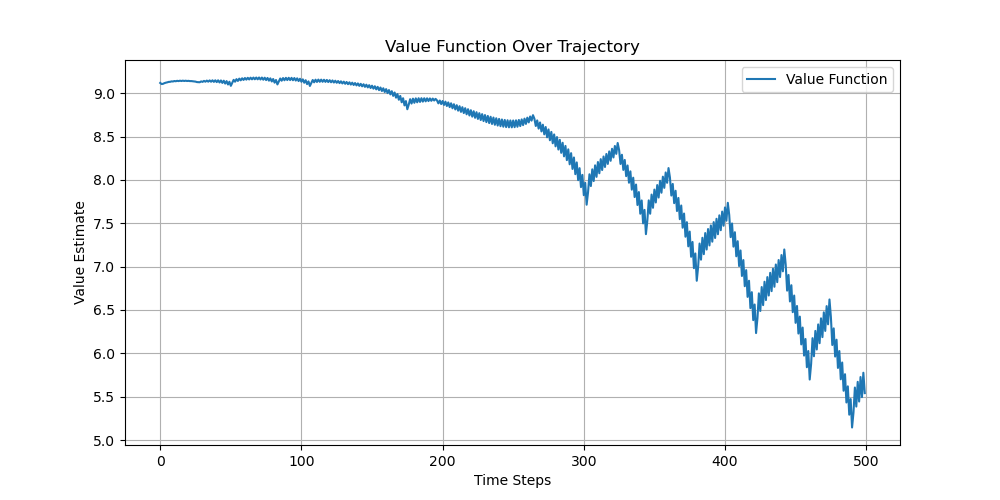 Value Function Over Trajectory
Value Function
Value Estimate
9.0
8.5
8.0
7.5
7.0
6.5
6.0
5.5
5.0
0 100 200 300 400 500
Time Steps